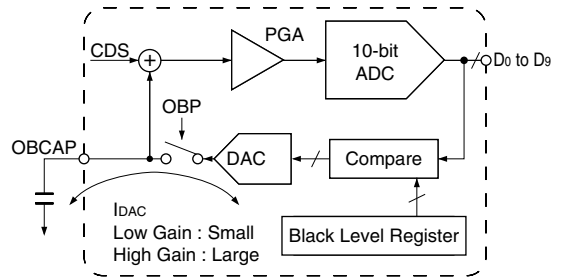 PGA
CDS
+
10-bit
ADC
D0 to D9
OBP
OBCAP
DAC
Compare
IDAC
Low Gain : Small
High Gain : Large
Black Level Register